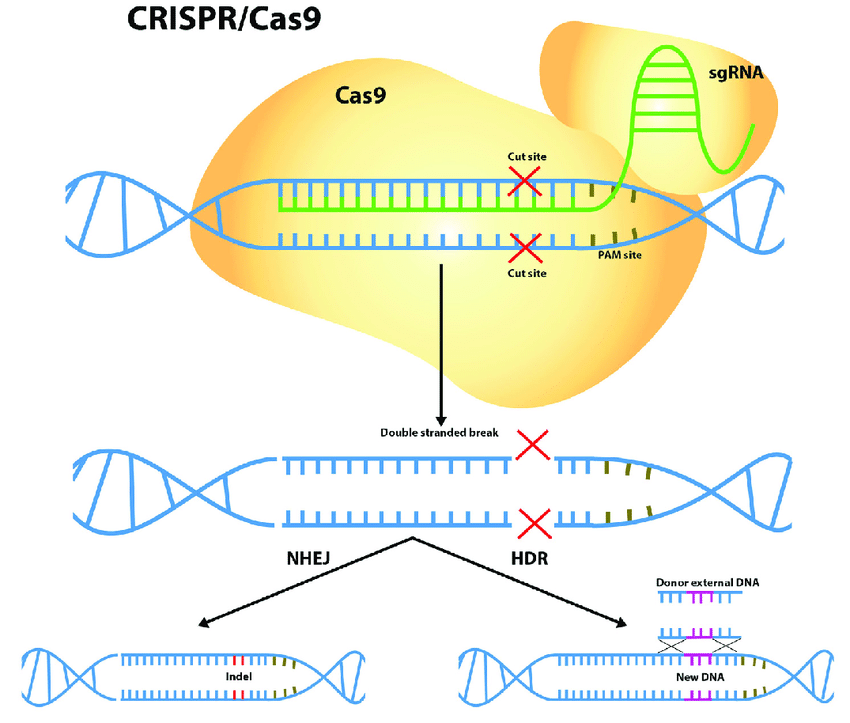 CRISPR/Cas9
sgRNA
Cas9
Cut site
PAM site
Cut site
Double stranded break
NHEJ
HDR
Donor external DNA
Indel
New DNA